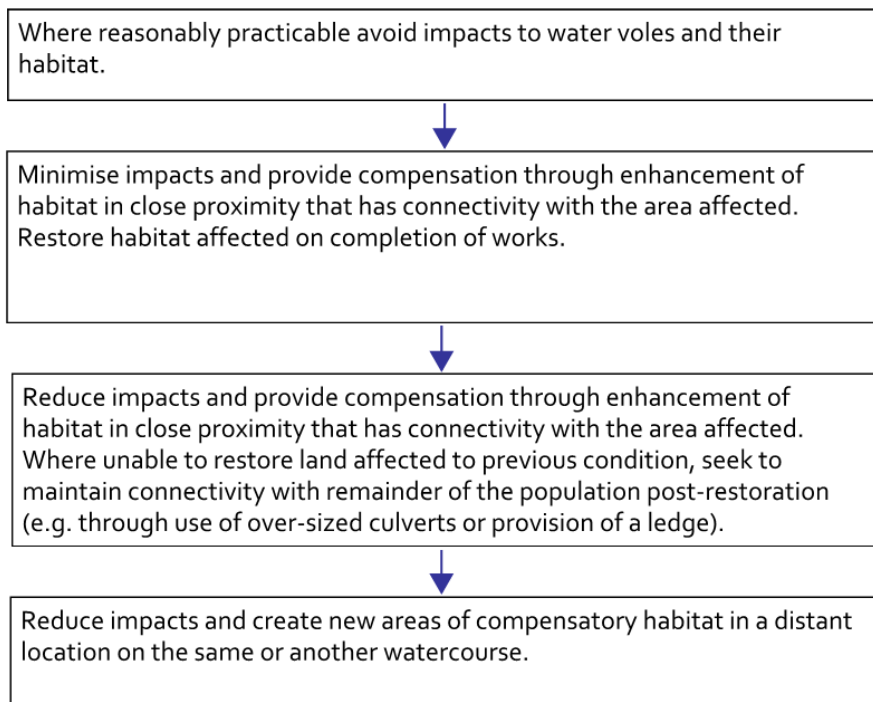 Where reasonably practicable avoid impacts to water voles and their
habitat.
Minimise impacts and provide compensation through enhancement of
habitat in close proximity that has connectivity with the area affected.
Restore habitat affected on completion of works.
Reduce impacts and provide compensation through enhancement of
habitat in close proximity that has connectivity with the area affected.
Where unable to restore land affected to previous condition, seek to
maintain connectivity with remainder of the population post-restoration
(e.g. through use of over-sized culverts or provision of a ledge).
Reduce impacts and create new areas of compensatory habitat in a distant
location on the same or another watercourse.